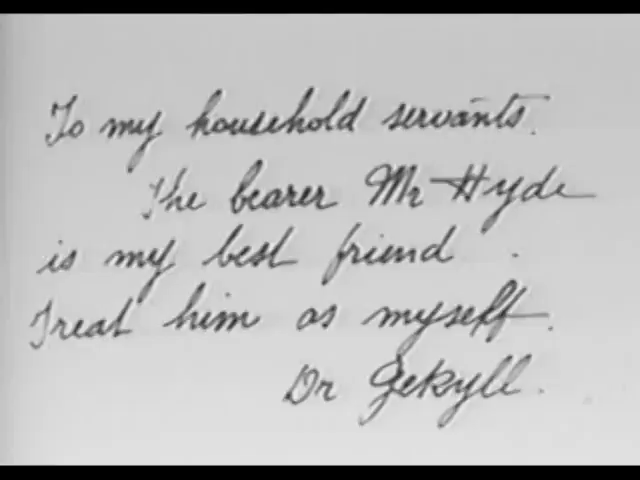 To my household servants.
The bearer Mr Hyde
is my best friend.
Treat him as myself.
Dr Jekyll.